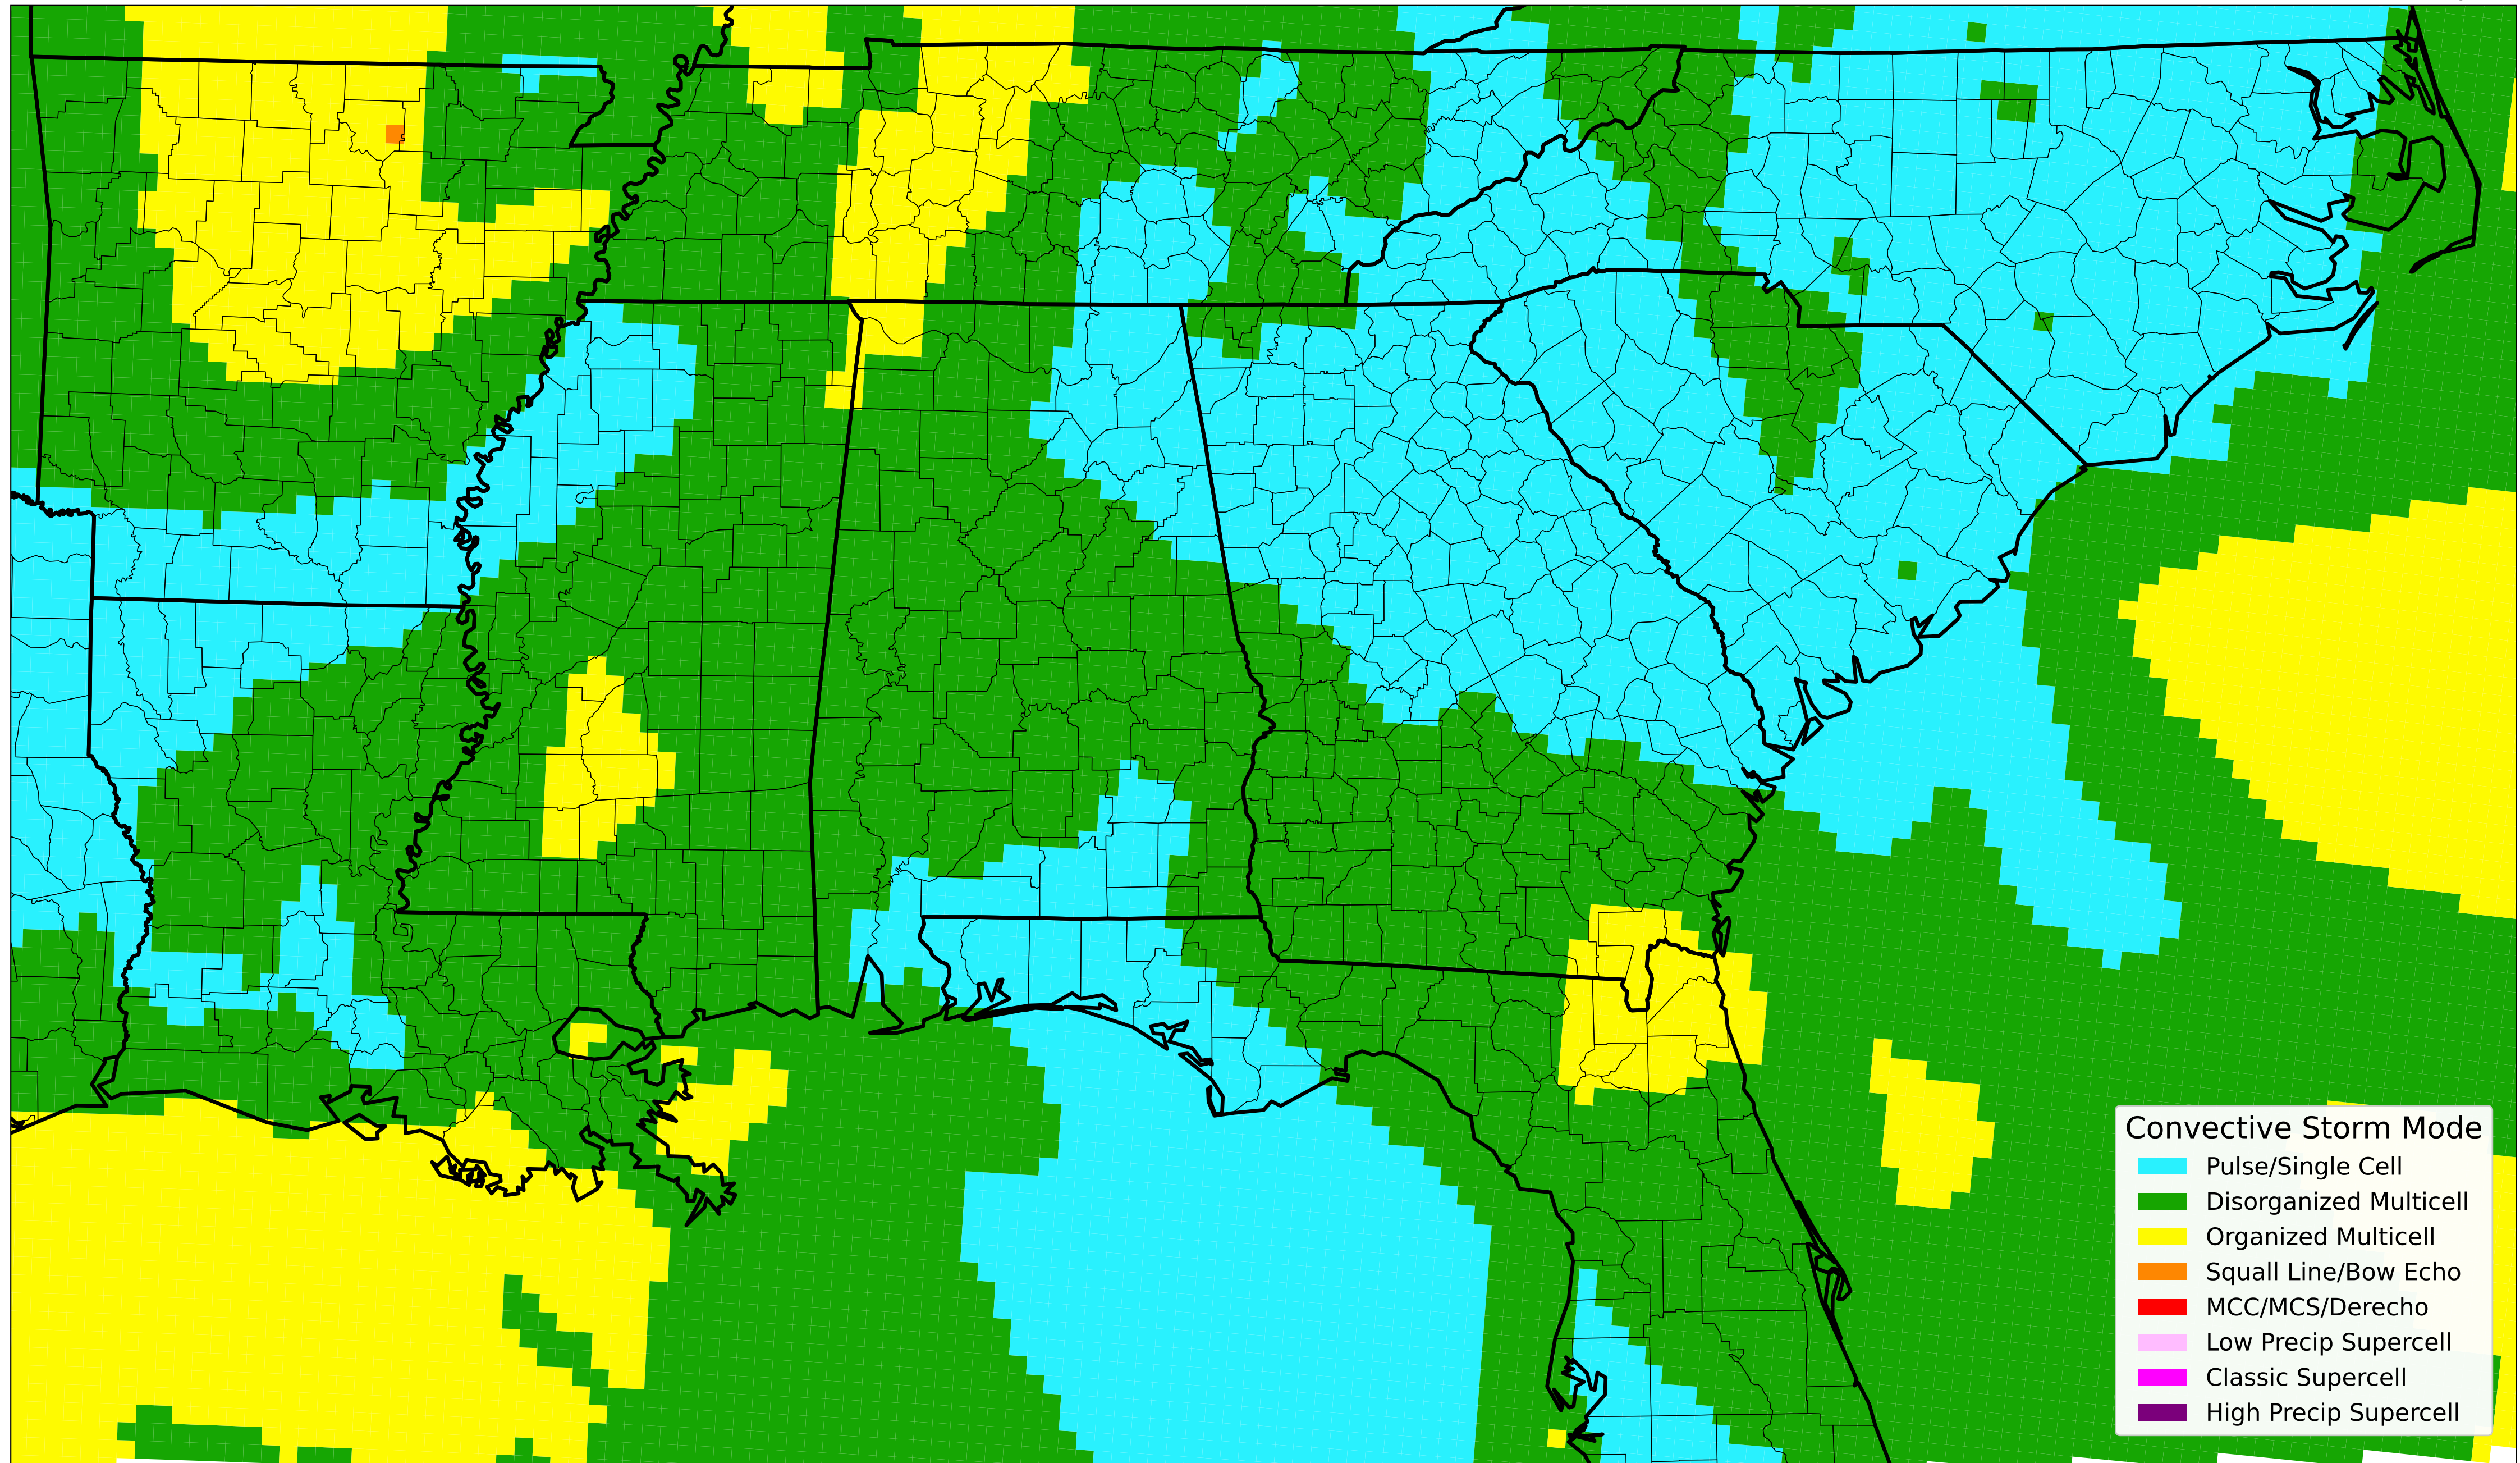 Convective Storm Mode
Pulse/Single Cell
Disorganized Multicell
Organized Multicell
Squall Line/Bow Echo
MCC/MCS/Derecho
Low Precip Supercell
Classic Supercell
High Precip Supercell